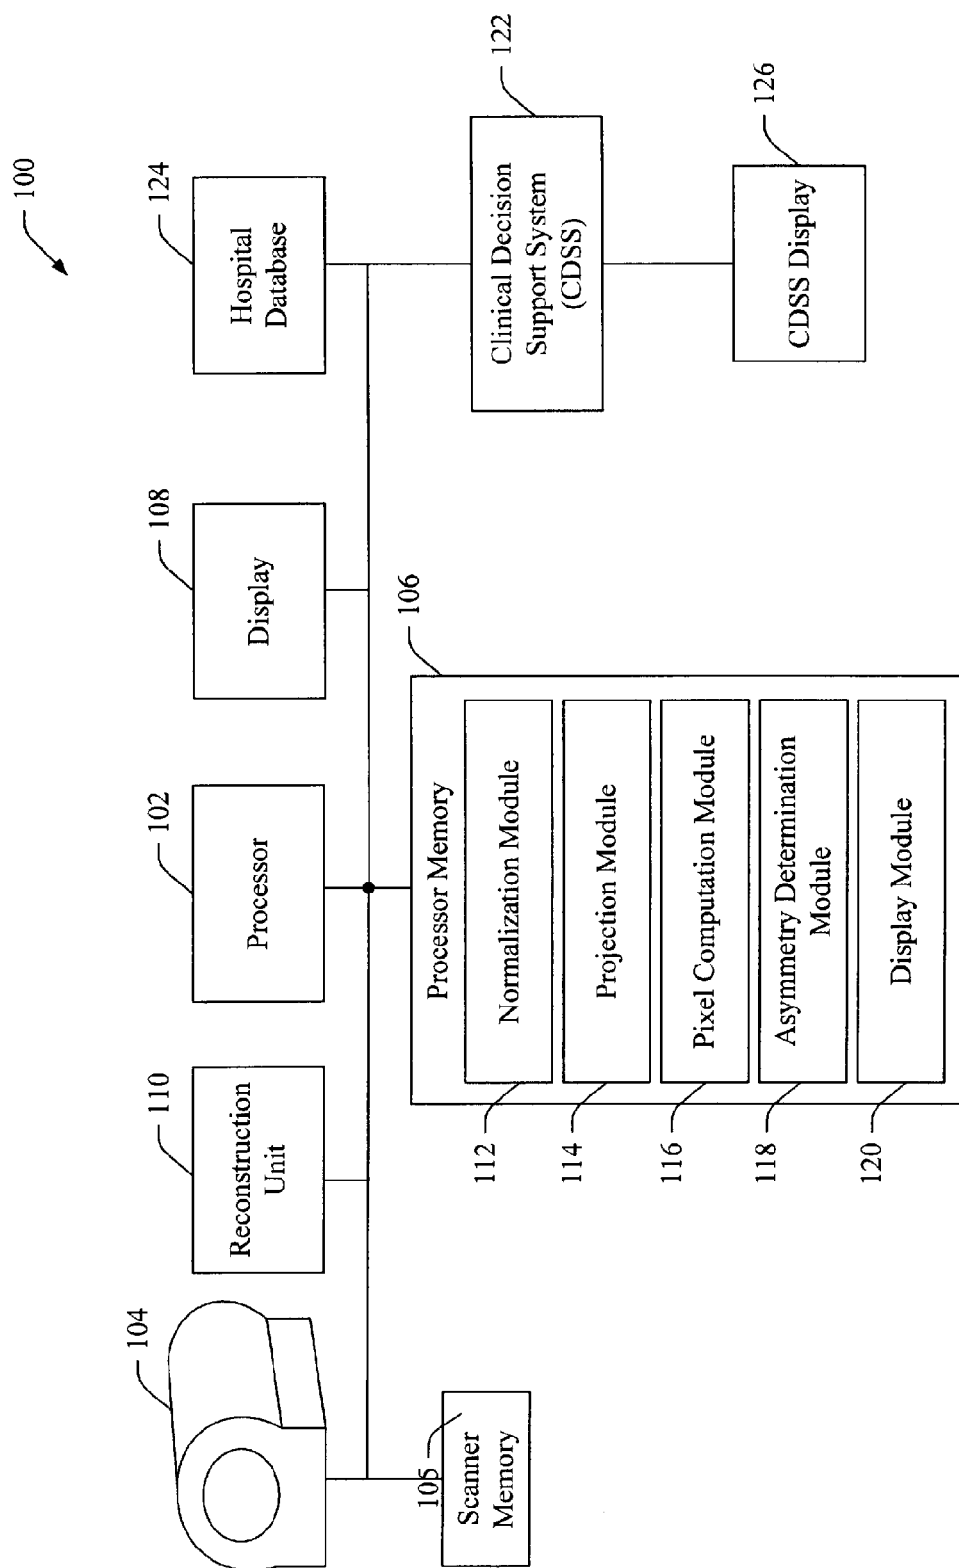 100
104
110
Reconstruction
Unit
102
Processor
108
Display
124
Hospital
Database
105
Scanner
Memory
106
Processor Memory
112
Normalization Module
114
Projection Module
116
Pixel Computation Module
118
Asymmetry Determination
Module
120
Display Module
122
Clinical Decision
Support System
(CDSS)
126
CDSS Display